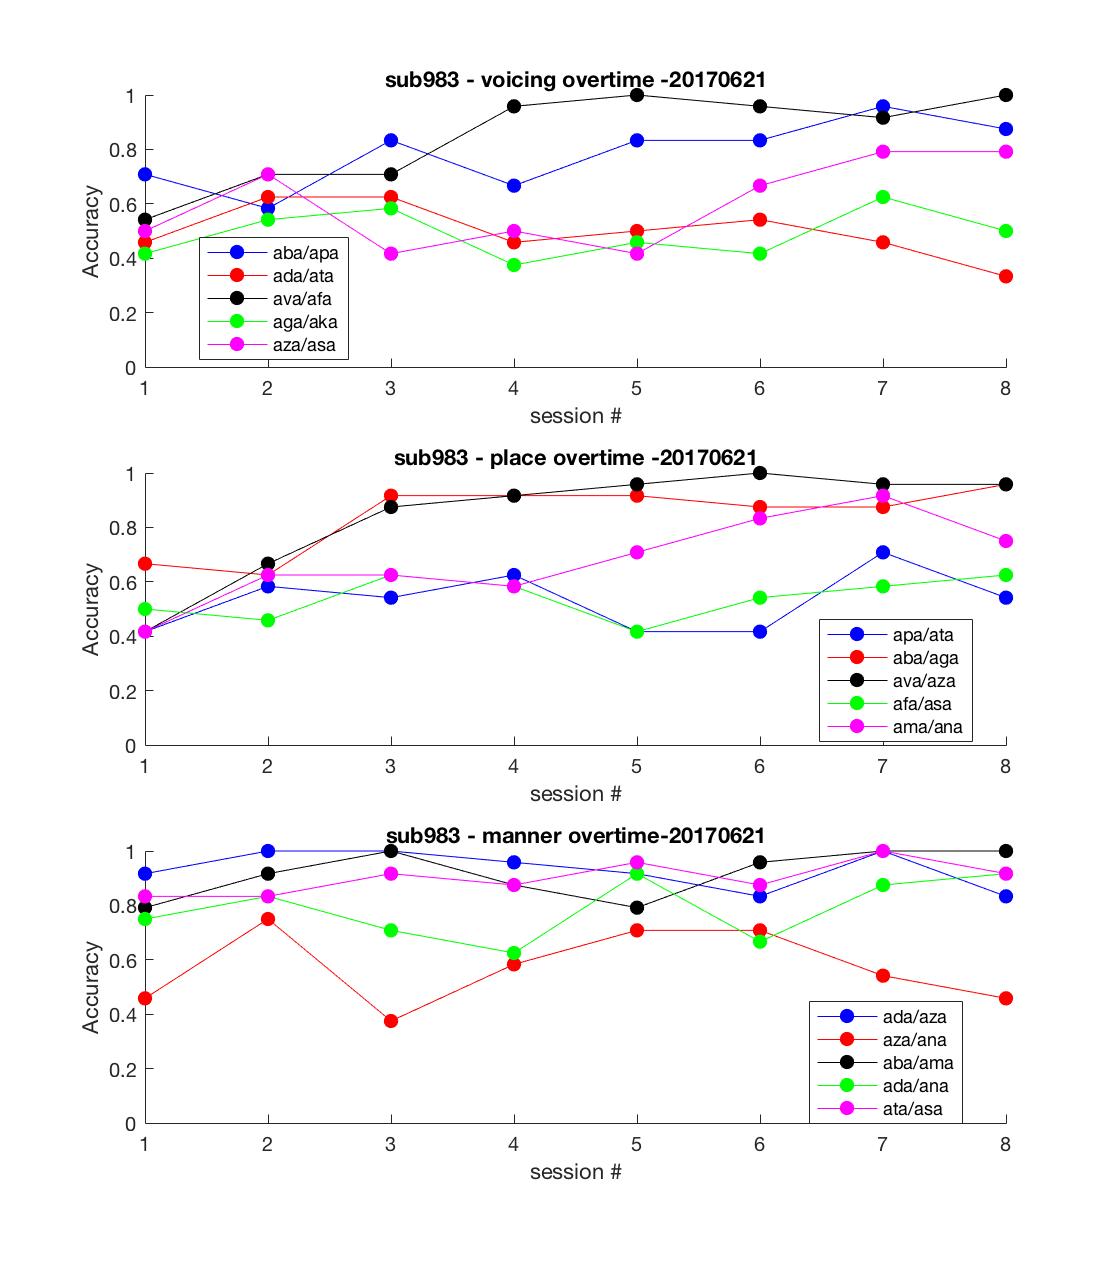 sub983 - voicing overtime -20170621
1
0.8
0.6
0.4
0.2
0
Accuracy
aba/apa
ada/ata
ava/afa
aga/aka
aza/asa
1 2 3 4 5 6 7 8
session #
sub983 - place overtime -20170621
1
0.8
0.6
0.4
0.2
0
Accuracy
apa/ata
aba/aga
ava/aza
afa/asa
ama/ana
1 2 3 4 5 6 7 8
session #
sub983 - manner overtime-20170621
1
0.8
0.6
0.4
0.2
0
Accuracy
ada/aza
aza/ana
aba/ama
ada/ana
ata/asa
1 2 3 4 5 6 7 8
session #